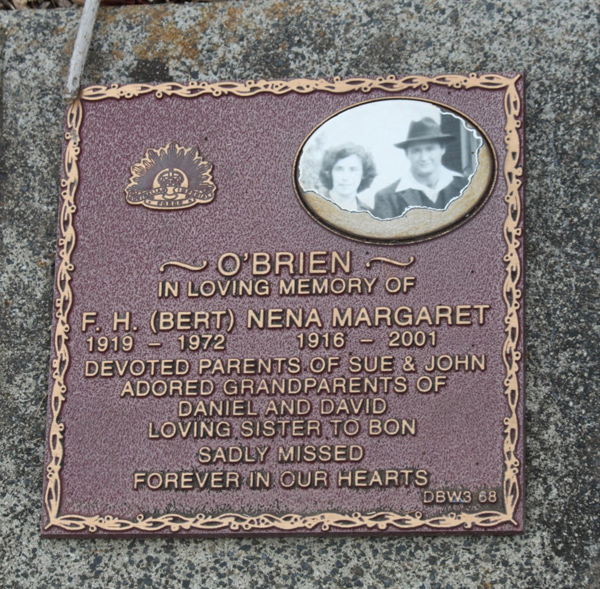 ~ O'BRIEN ~
IN LOVING MEMORY OF
F. H. (BERT) NENA MARGARET
1919 – 1972 1916 – 2001
DEVOTED PARENTS OF SUE & JOHN
ADORED GRANDPARENTS OF
DANIEL AND DAVID
LOVING SISTER TO BON
SADLY MISSED
FOREVER IN OUR HEARTS
DBW3 68